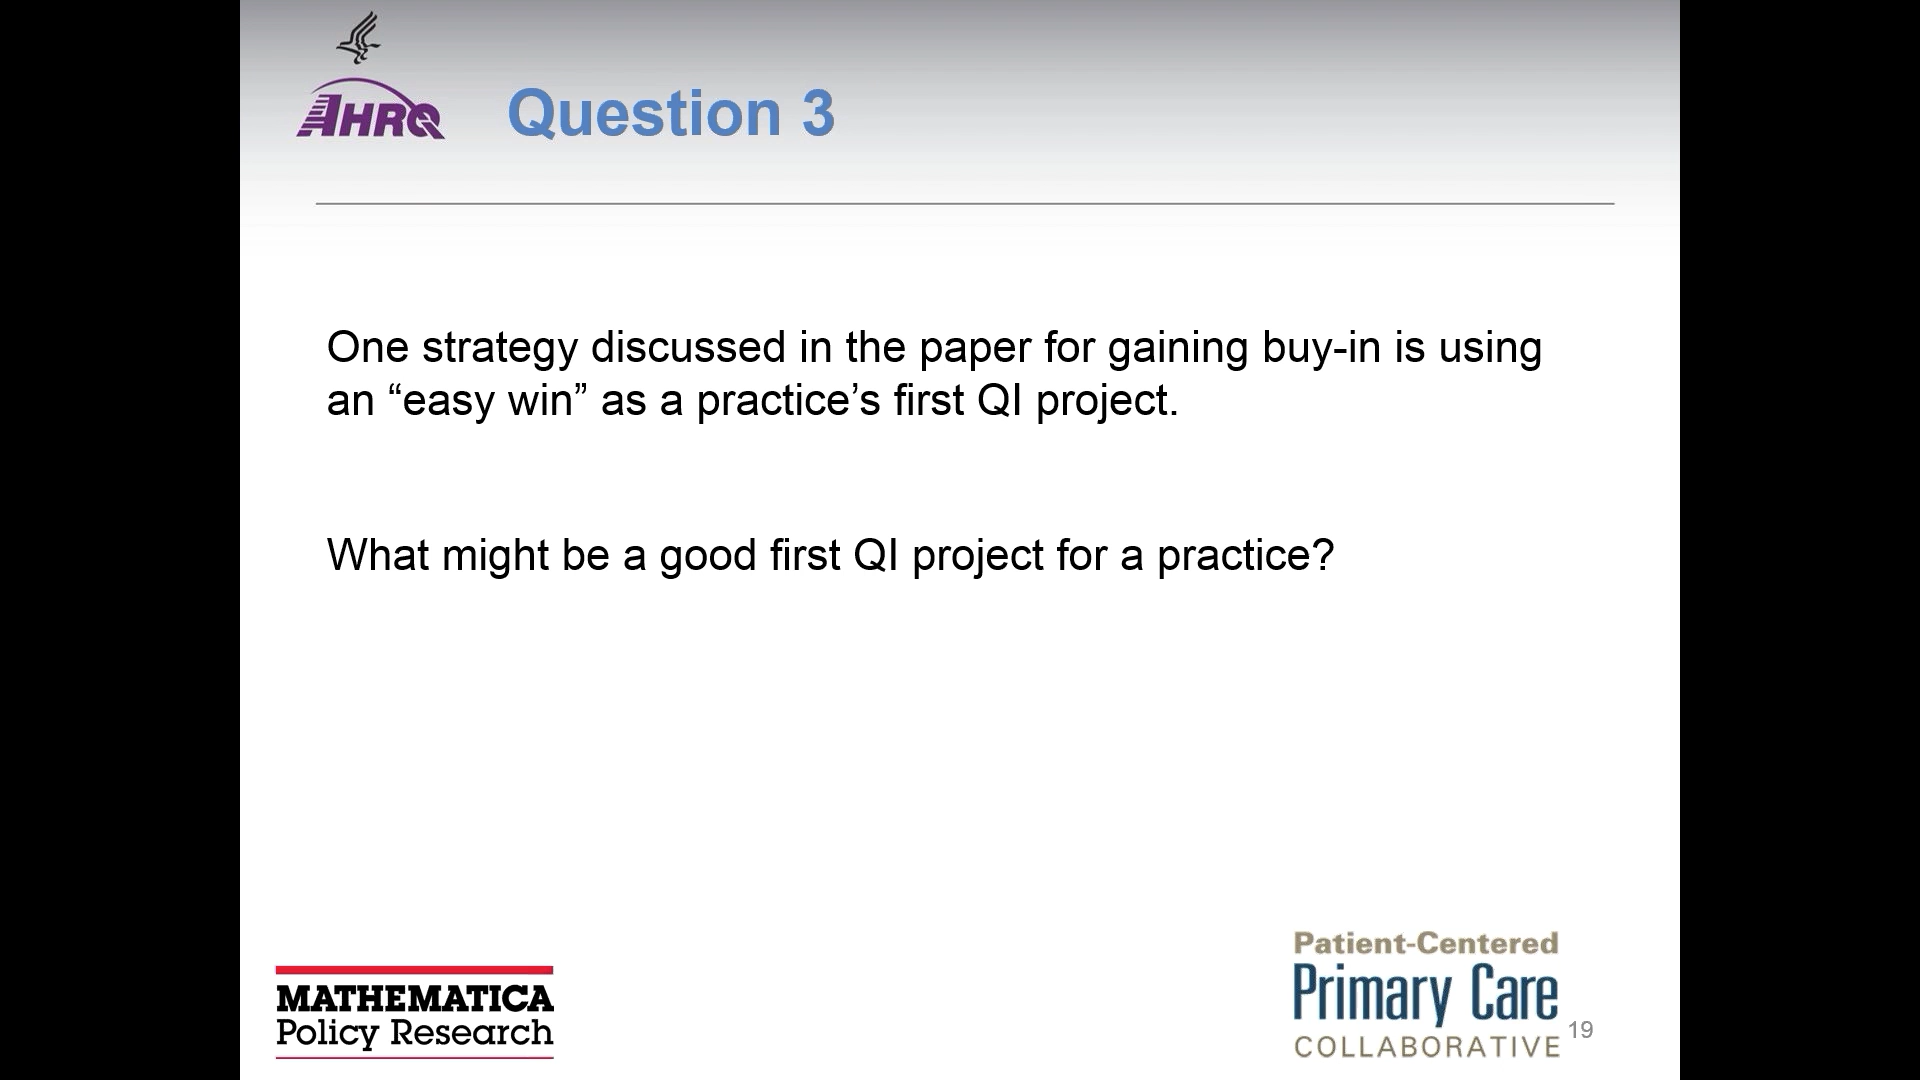 AHRQ
Question 3
One strategy discussed in the paper for gaining buy-in is using
an “easy win” as a practice’s first QI project.
What might be a good first QI project for a practice?
MATHEMATICA
Policy Research
Patient-Centered
Primary Care
COLLABORATIVE
19